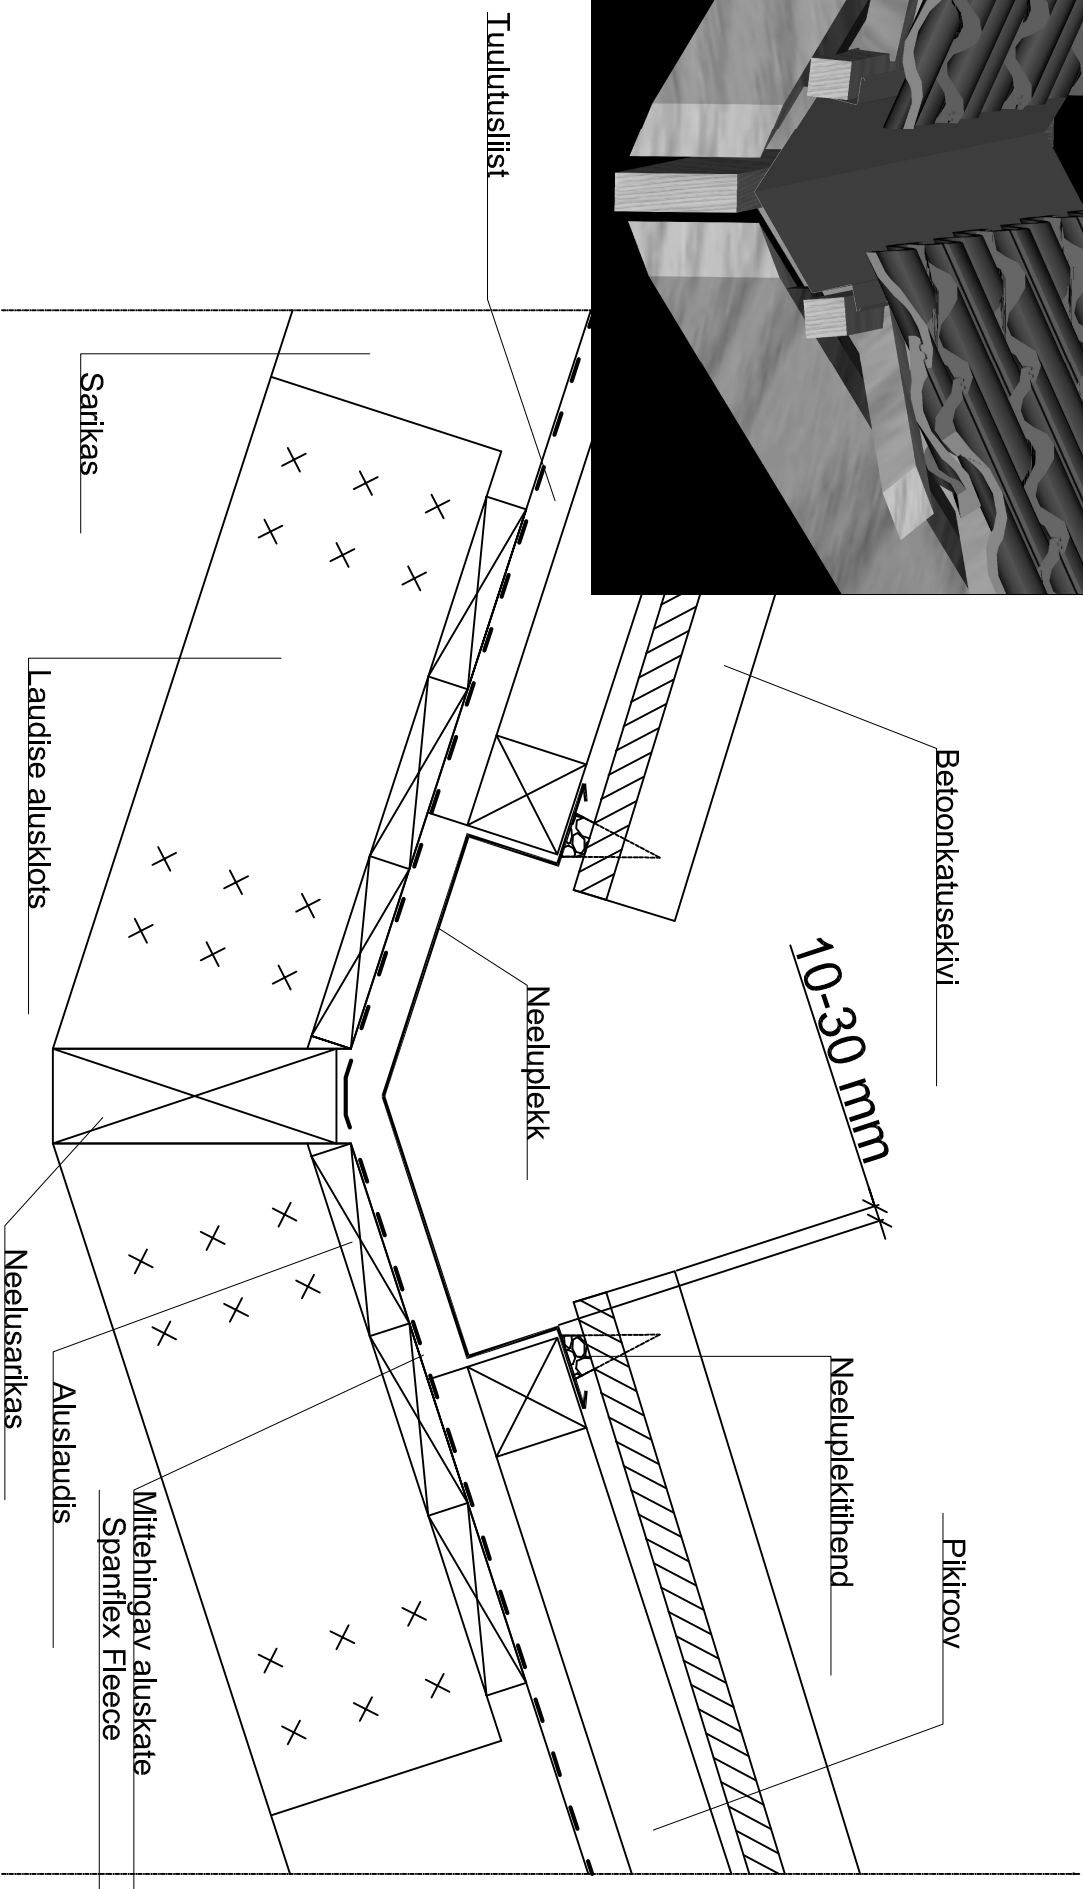 Tuulutusliist
Betoonkatusekivi
10-30 mm
Pikiroov
Neeluplekk
Neeluplekitihend
Sarikas
Laudise alusklots
Neelusarikas
Aluslaudis
Mittehingav aluskate
Spanflex Fleece